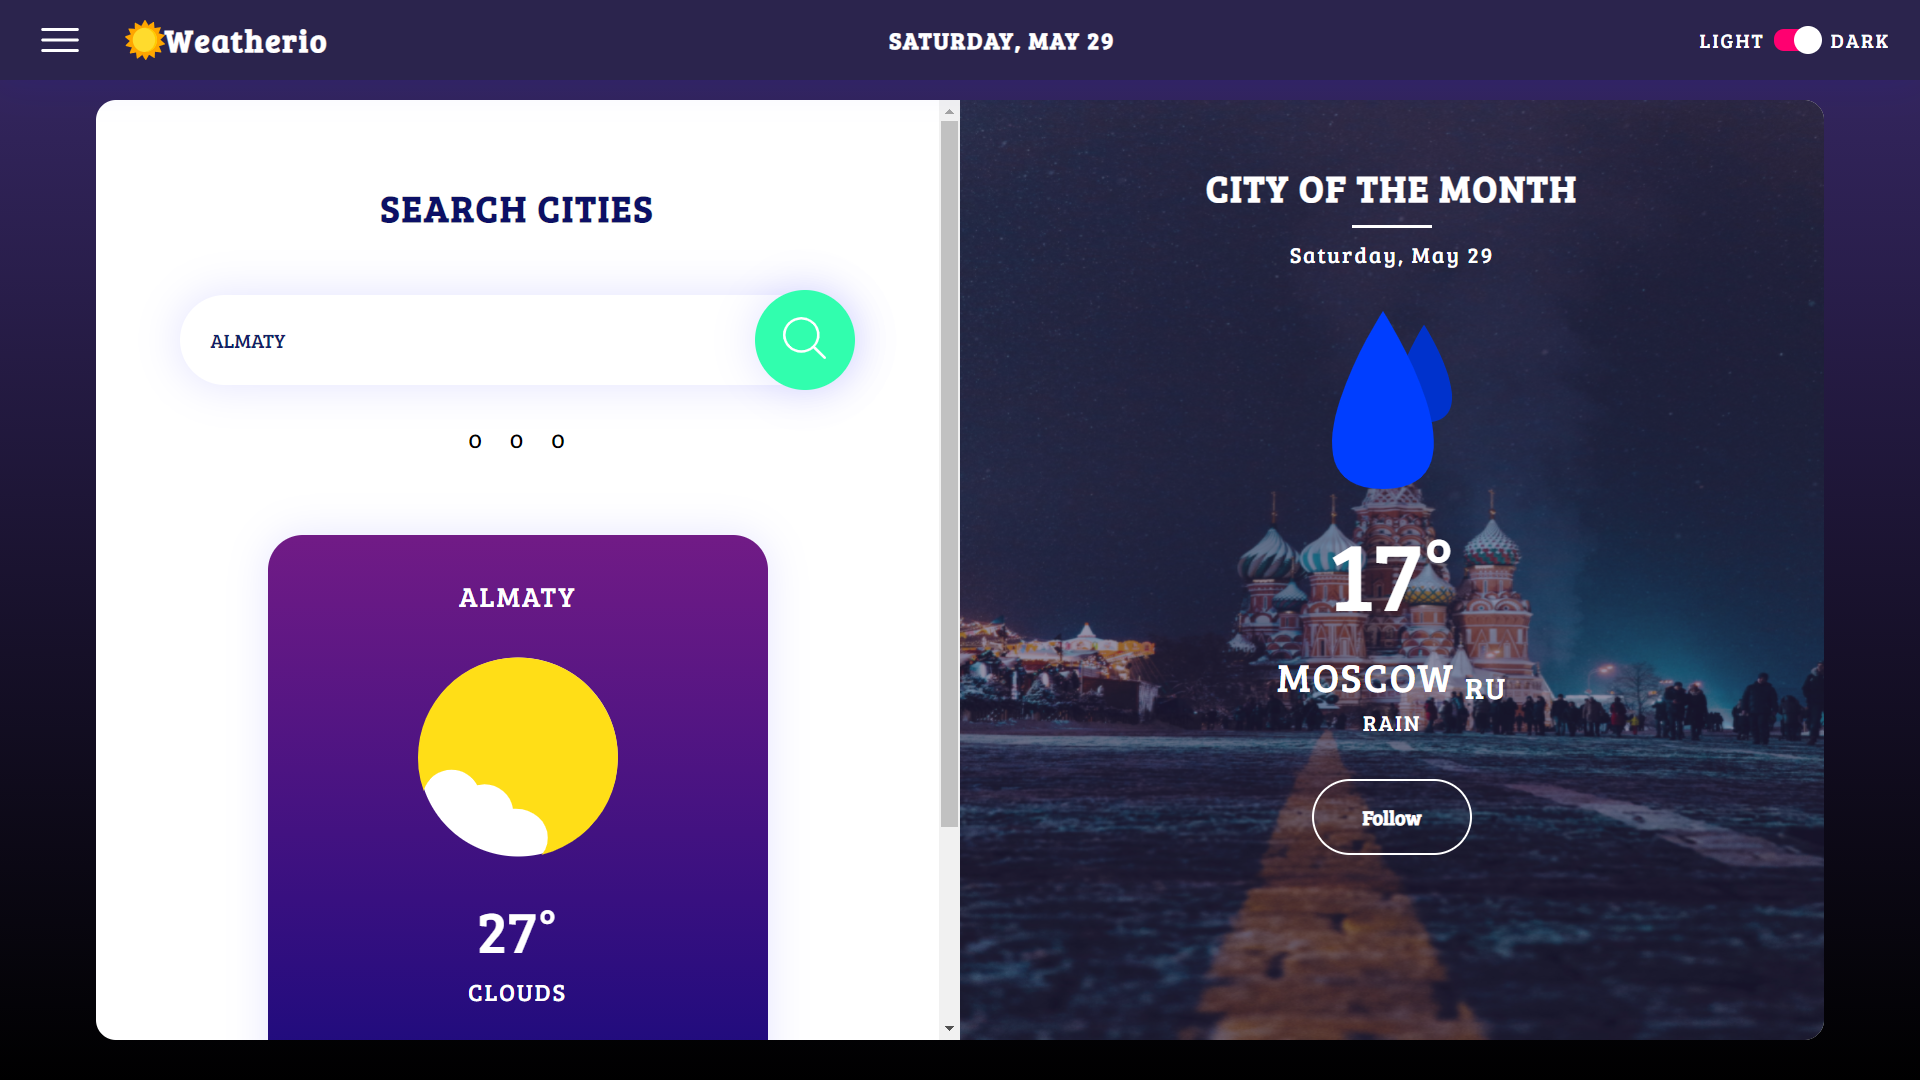 Weatherio
SATURDAY, MAY 29
LIGHT DARK
SEARCH CITIES
ALMATY
o o o
ALMATY
27°
CLOUDS
CITY OF THE MONTH
Saturday, May 29
17°
MOSCOW RU
RAIN
Follow